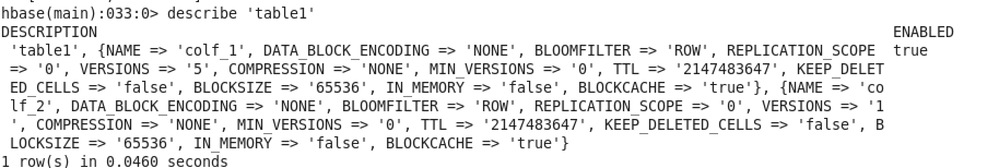 hbase(main):033:0> describe 'table1'
DESCRIPTION ENABLED
'table1', {NAME => 'colf_1', DATA_BLOCK_ENCODING => 'NONE', BLOOMFILTER => 'ROW', REPLICATION_SCOPE true
=> '0', VERSIONS => '5', COMPRESSION => 'NONE', MIN_VERSIONS => '0', TTL => '2147483647', KEEP_DELET
ED_CELLS => 'false', BLOCKSIZE => '65536', IN_MEMORY => 'false', BLOCKCACHE => 'true'}, {NAME => 'co
lf_2', DATA_BLOCK_ENCODING => 'NONE', BLOOMFILTER => 'ROW', REPLICATION_SCOPE => '0', VERSIONS => '1
', COMPRESSION => 'NONE', MIN_VERSIONS => '0', TTL => '2147483647', KEEP_DELETED_CELLS => 'false', B
LOCKSIZE => '65536', IN_MEMORY => 'false', BLOCKCACHE => 'true'}
1 row(s) in 0.0460 seconds